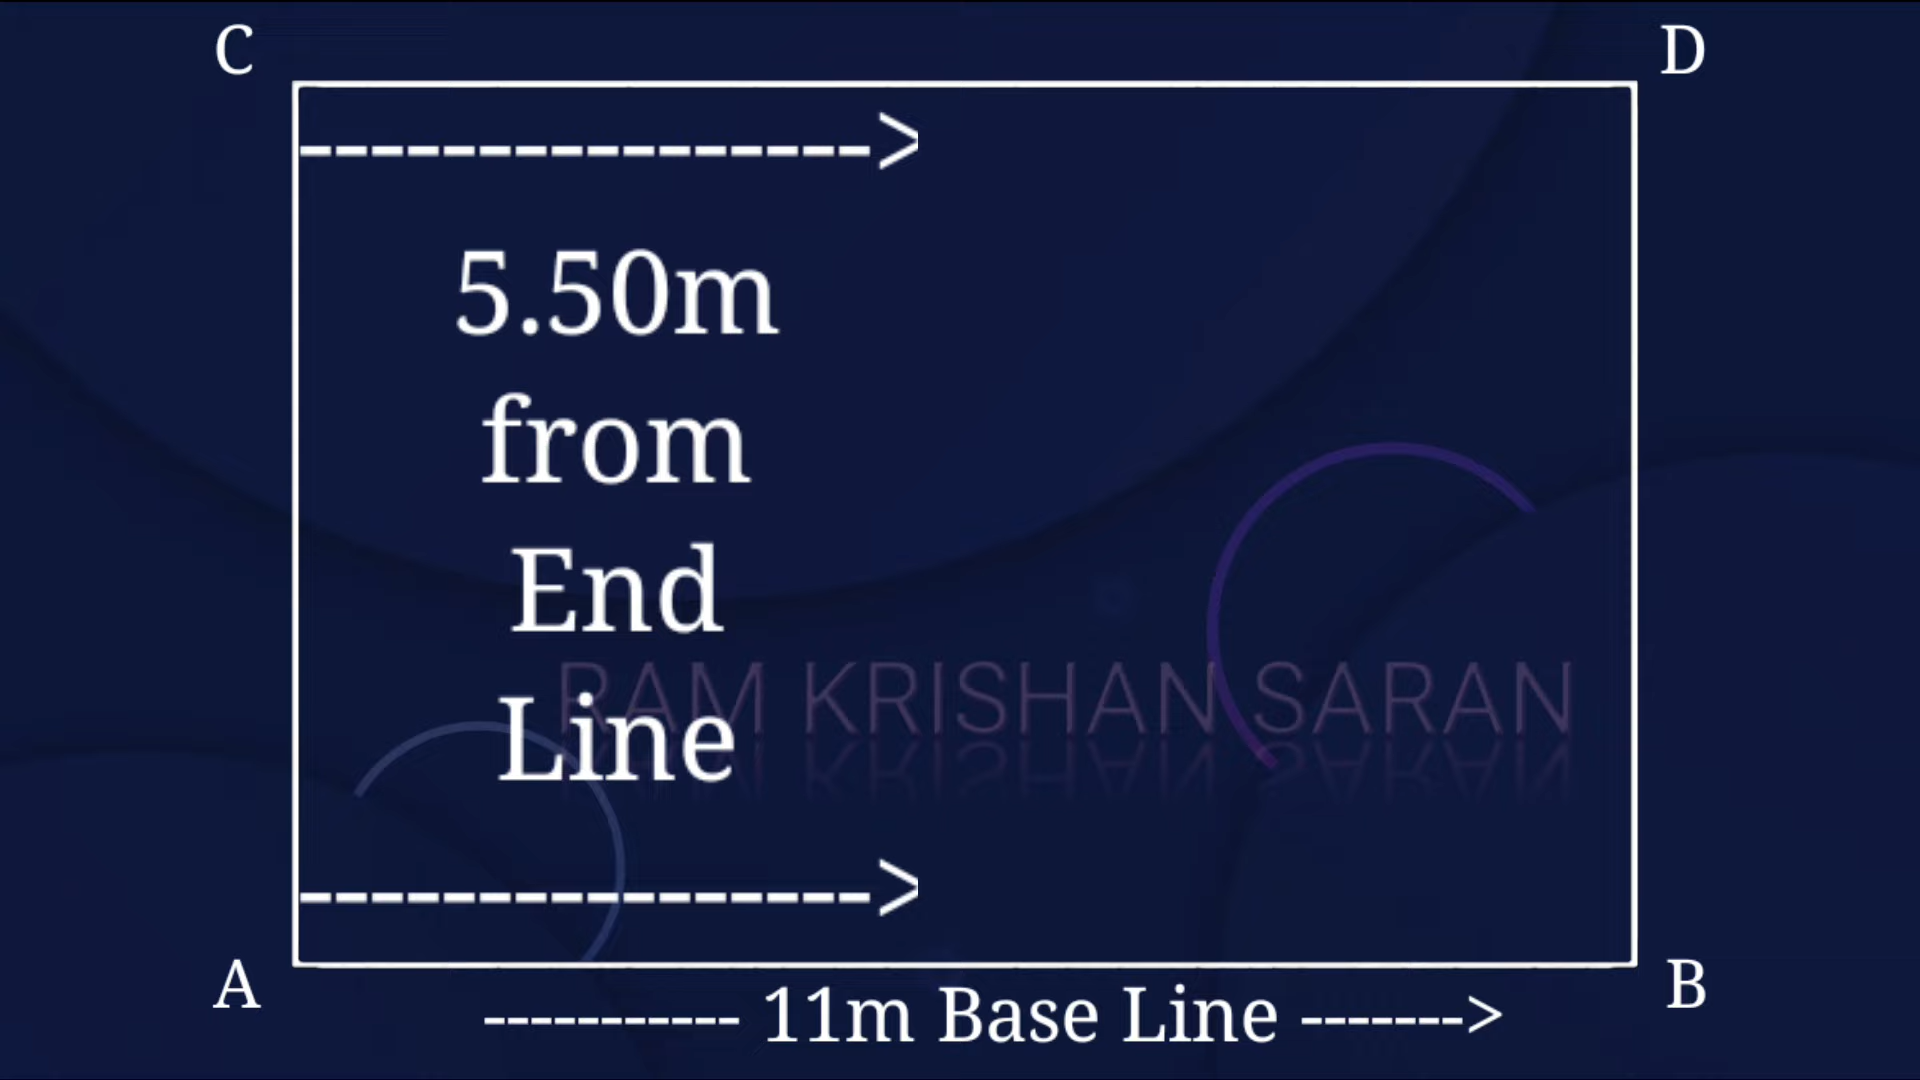 C D
---------------->
5.50m
from
End
Line
RAM KRISHAN SARAN
---------------->
A B
----------- 11m Base Line ------->